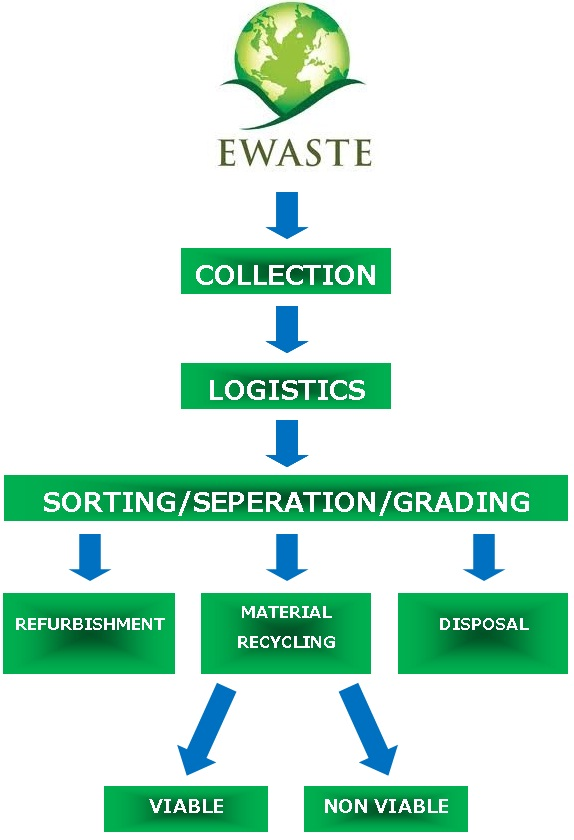 EWASTE
COLLECTION
LOGISTICS
SORTING/SEPERATION/GRADING
REFURBISHMENT
MATERIAL
RECYCLING
DISPOSAL
VIABLE
NON VIABLE